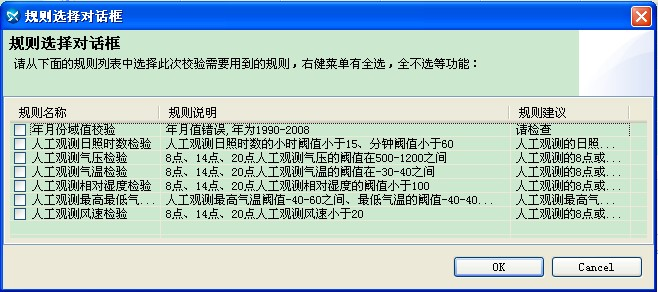 规则选择对话框
规则选择对话框
请从下面的规则列表中选择此次校验需要用到的规则，右健菜单有全选，全不选等功能：
规则名称 规则说明 规则建议
年月份域值校验 年月值错误,年为1990-2008 请检查
人工观测日照时数检验 人工观测日照时数的小时阈值小于15、分钟阈值小于60 人工观测的日照...
人工观测气压检验 8点、14点、20点人工观测气压的阈值在500-1200之间 人工观测的8点或...
人工观测气温检验 8点、14点、20点人工观测气温的阈值在-30-40之间 人工观测的8点或...
人工观测相对湿度检验 8点、14点、20点人工观测相对湿度的阈值小于100 人工观测的8点或...
人工观测最高最低气... 人工观测最高气温阈值-40-60之间、最低气温的阈值-40-40... 人工观测最高气...
人工观测风速检验 8点、14点、20点人工观测风速小于20 人工观测的8点或...
OK Cancel